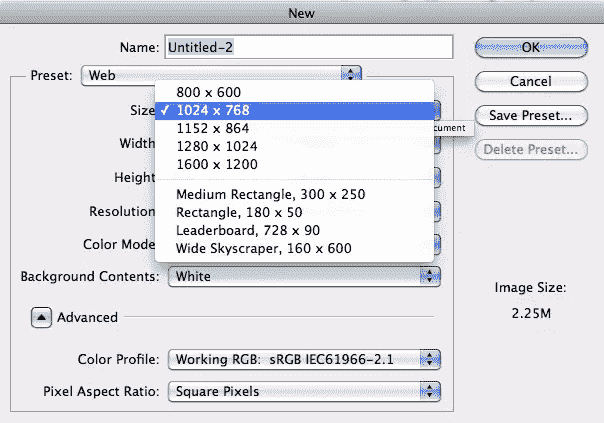 New
Name: Untitled-2
OK
Preset: Web
Cancel
800 x 600
Size ✓ 1024 x 768
Save Preset...
1152 x 864
Width
1280 x 1024
Delete Preset...
1600 x 1200
Height
Medium Rectangle, 300 x 250
Resolution
Rectangle, 180 x 50
Leaderboard, 728 x 90
Color Mode
Wide Skyscraper, 160 x 600
Background Contents: White
Image Size:
2.25M
Advanced
Color Profile: Working RGB: sRGB IEC61966-2.1
Pixel Aspect Ratio: Square Pixels